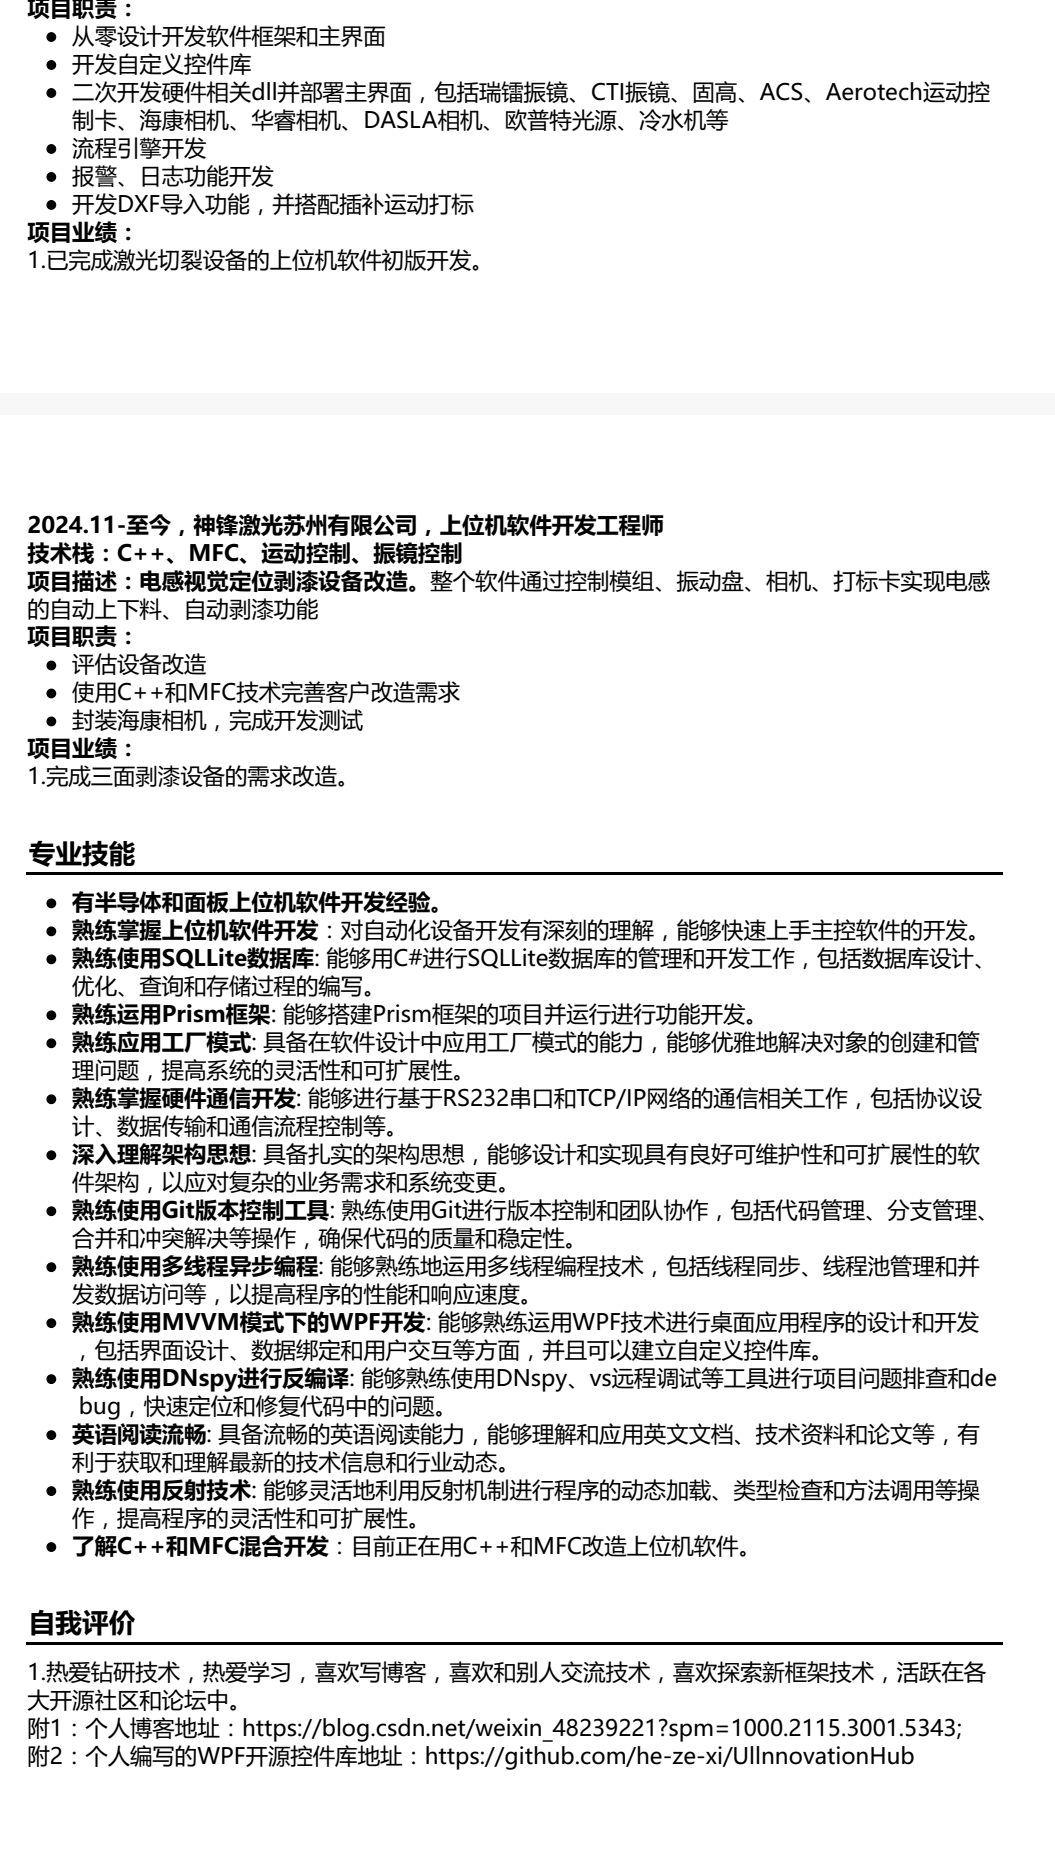 项目职责：
● 从零设计开发软件框架和主界面
● 开发自定义控件库
● 二次开发硬件相关dll并部署主界面，包括瑞镭振镜、CTI振镜、固高、ACS、Aerotech运动控
制卡、海康相机、华睿相机、DASLA相机、欧普特光源、冷水机等
● 流程引擎开发
● 报警、日志功能开发
● 开发DXF导入功能，并搭配插补运动打标
项目业绩：
1.已完成激光切裂设备的上位机软件初版开发。
2024.11-至今，神锋激光苏州有限公司，上位机软件开发工程师
技术栈：C++、MFC、运动控制、振镜控制
项目描述：电感视觉定位剥漆设备改造。整个软件通过控制模组、振动盘、相机、打标卡实现电感
的自动上下料、自动剥漆功能
项目职责：
● 评估设备改造
● 使用C++和MFC技术完善客户改造需求
● 封装海康相机，完成开发测试
项目业绩：
1.完成三面剥漆设备的需求改造。
专业技能
● 有半导体和面板上位机软件开发经验。
● 熟练掌握上位机软件开发：对自动化设备开发有深刻的理解，能够快速上手主控软件的开发。
● 熟练使用SQLLite数据库: 能够用C#进行SQLLite数据库的管理和开发工作，包括数据库设计、
优化、查询和存储过程的编写。
● 熟练运用Prism框架: 能够搭建Prism框架的项目并运行进行功能开发。
● 熟练应用工厂模式: 具备在软件设计中应用工厂模式的能力，能够优雅地解决对象的创建和管
理问题，提高系统的灵活性和可扩展性。
● 熟练掌握硬件通信开发: 能够进行基于RS232串口和TCP/IP网络的通信相关工作，包括协议设
计、数据传输和通信流程控制等。
● 深入理解架构思想: 具备扎实的架构思想，能够设计和实现具有良好可维护性和可扩展性的软
件架构，以应对复杂的业务需求和系统变更。
● 熟练使用Git版本控制工具: 熟练使用Git进行版本控制和团队协作，包括代码管理、分支管理、
合并和冲突解决等操作，确保代码的质量和稳定性。
● 熟练使用多线程异步编程: 能够熟练地运用多线程编程技术，包括线程同步、线程池管理和并
发数据访问等，以提高程序的性能和响应速度。
● 熟练使用MVVM模式下的WPF开发: 能够熟练运用WPF技术进行桌面应用程序的设计和开发
，包括界面设计、数据绑定和用户交互等方面，并且可以建立自定义控件库。
● 熟练使用DNspy进行反编译: 能够熟练使用DNspy、vs远程调试等工具进行项目问题排查和de
bug，快速定位和修复代码中的问题。
● 英语阅读流畅: 具备流畅的英语阅读能力，能够理解和应用英文文档、技术资料和论文等，有
利于获取和理解最新的技术信息和行业动态。
● 熟练使用反射技术: 能够灵活地利用反射机制进行程序的动态加载、类型检查和方法调用等操
作，提高程序的灵活性和可扩展性。
● 了解C++和MFC混合开发：目前正在用C++和MFC改造上位机软件。
自我评价
1.热爱钻研技术，热爱学习，喜欢写博客，喜欢和别人交流技术，喜欢探索新框架技术，活跃在各
大开源社区和论坛中。
附1：个人博客地址：https://blog.csdn.net/weixin_48239221?spm=1000.2115.3001.5343;
附2：个人编写的WPF开源控件库地址：https://github.com/he-ze-xi/UIInnovationHub